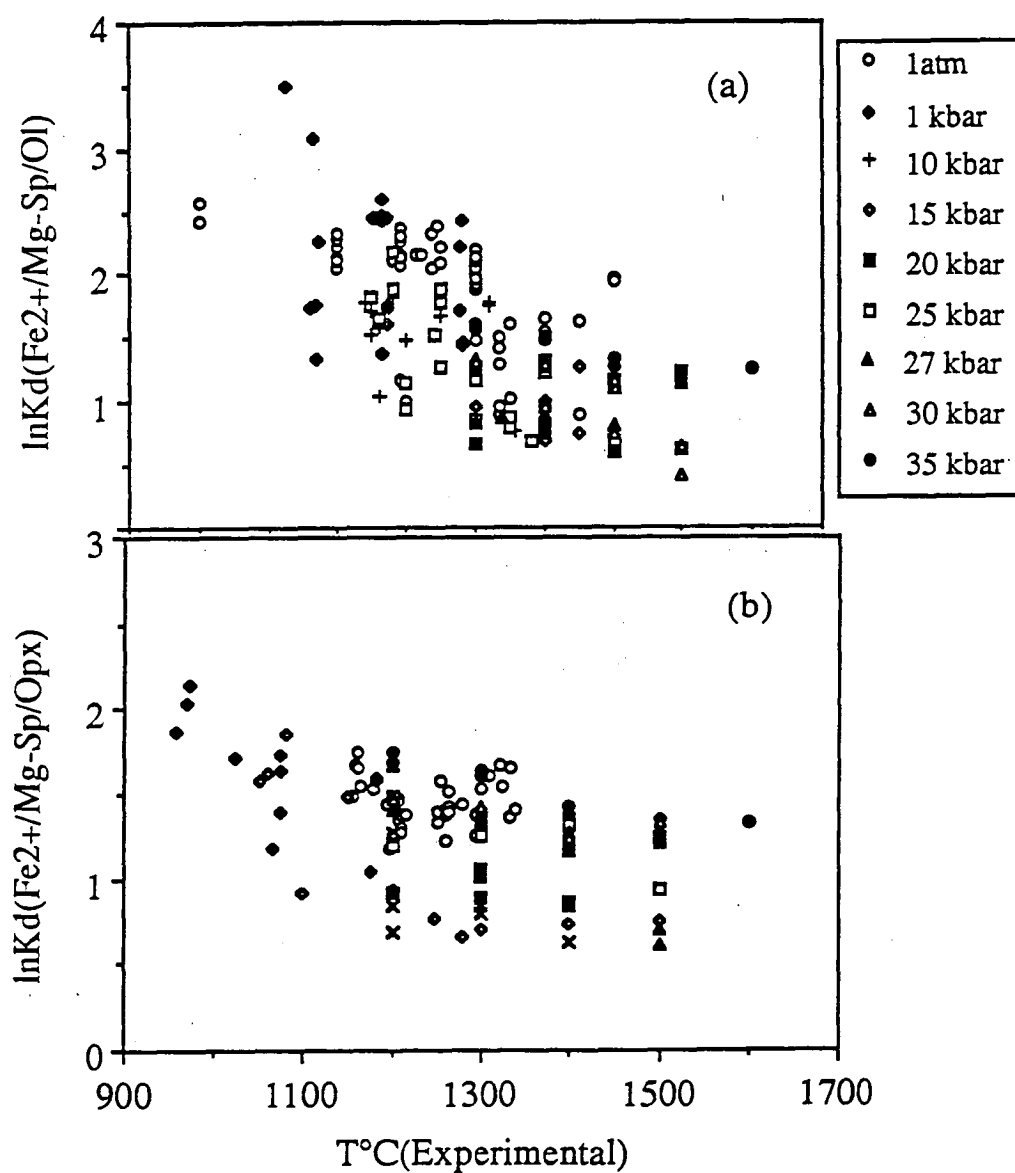 4
3
2
1
lnKd(Fe2+/Mg-Sp/Ol)
(a)
1atm
1 kbar
10 kbar
15 kbar
20 kbar
25 kbar
27 kbar
30 kbar
35 kbar
3
2
1
0
lnKd(Fe2+/Mg-Sp/Opx)
(b)
900 1100 1300 1500 1700
T°C(Experimental)